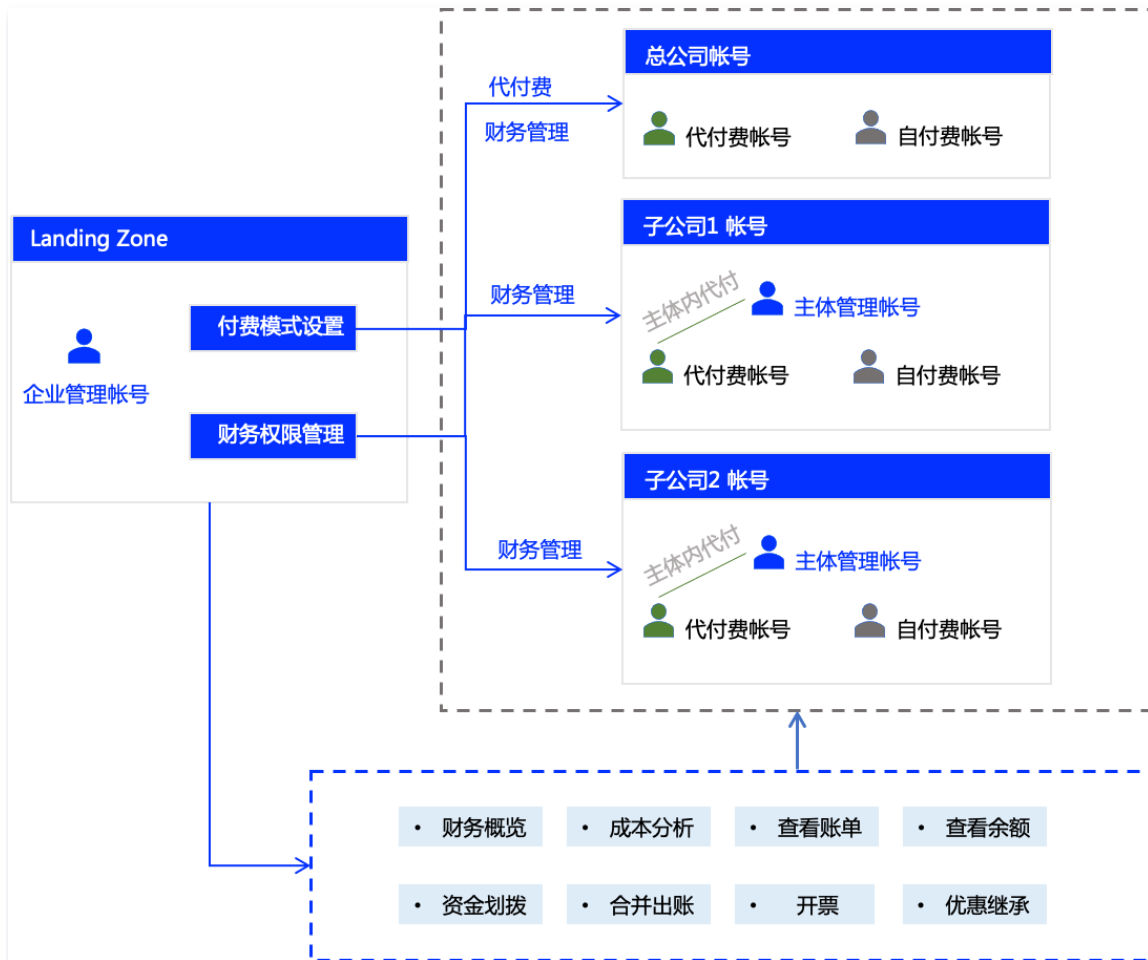 总公司帐号
代付费
财务管理
代付费帐号
自付费帐号
Landing Zone
付费模式设置
企业管理帐号
财务权限管理
子公司1 帐号
财务管理
主体内代付
主体管理帐号
代付费帐号
自付费帐号
子公司2 帐号
财务管理
主体内代付
主体管理帐号
代付费帐号
自付费帐号
• 财务概览
• 成本分析
• 查看账单
• 查看余额
• 资金划拨
• 合并出账
• 开票
• 优惠继承